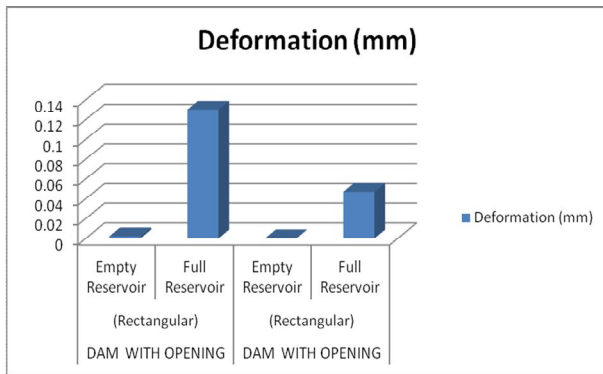 Deformation (mm)
0.14
0.12
0.1
0.08
0.06
0.04
0.02
0
Empty Reservoir
Full Reservoir
Empty Reservoir
Full Reservoir
(Rectangular)
(Rectangular)
DAM WITH OPENING
DAM WITH OPENING
Deformation (mm)